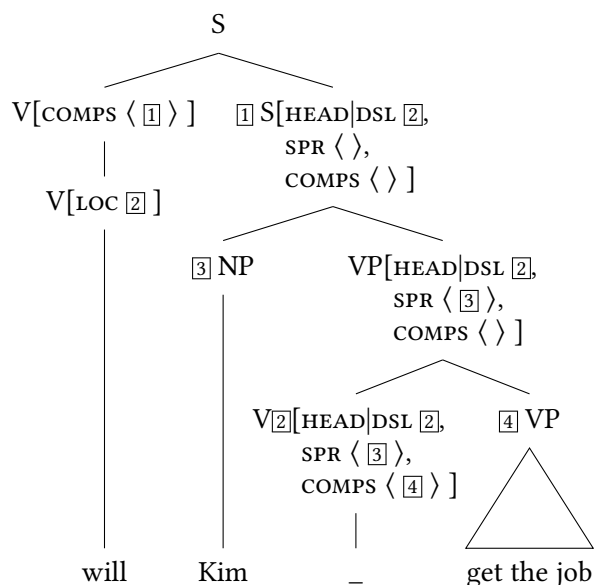 S
V[COMPS ⟨ 1 ⟩ ] 1 S[HEAD|DSL 2,
SPR ⟨ ⟩,
COMPS ⟨ ⟩ ]
V[LOC 2 ]
3 NP VP[HEAD|DSL 2,
SPR ⟨ 3 ⟩,
COMPS ⟨ ⟩ ]
V2[HEAD|DSL 2, 4 VP
SPR ⟨ 3 ⟩,
COMPS ⟨ 4 ⟩ ]
will Kim _ get the job